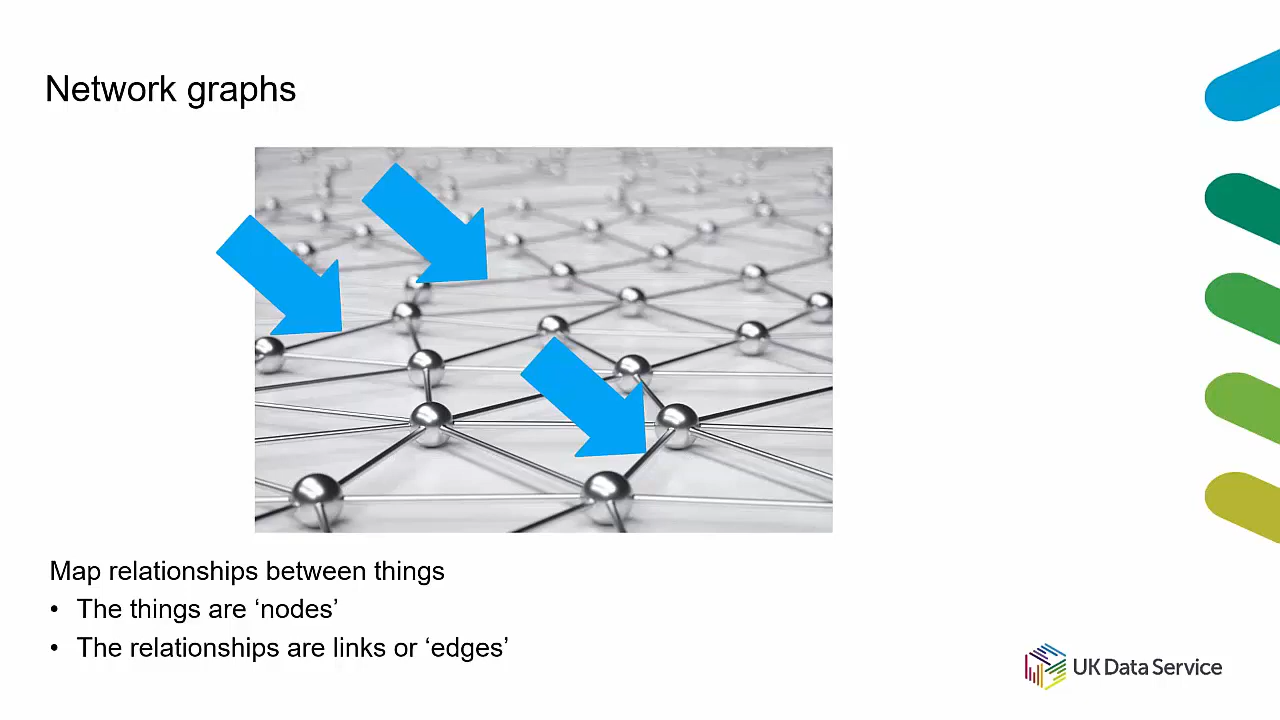 Network graphs
Map relationships between things
• The things are ‘nodes’
• The relationships are links or ‘edges’
UK Data Service